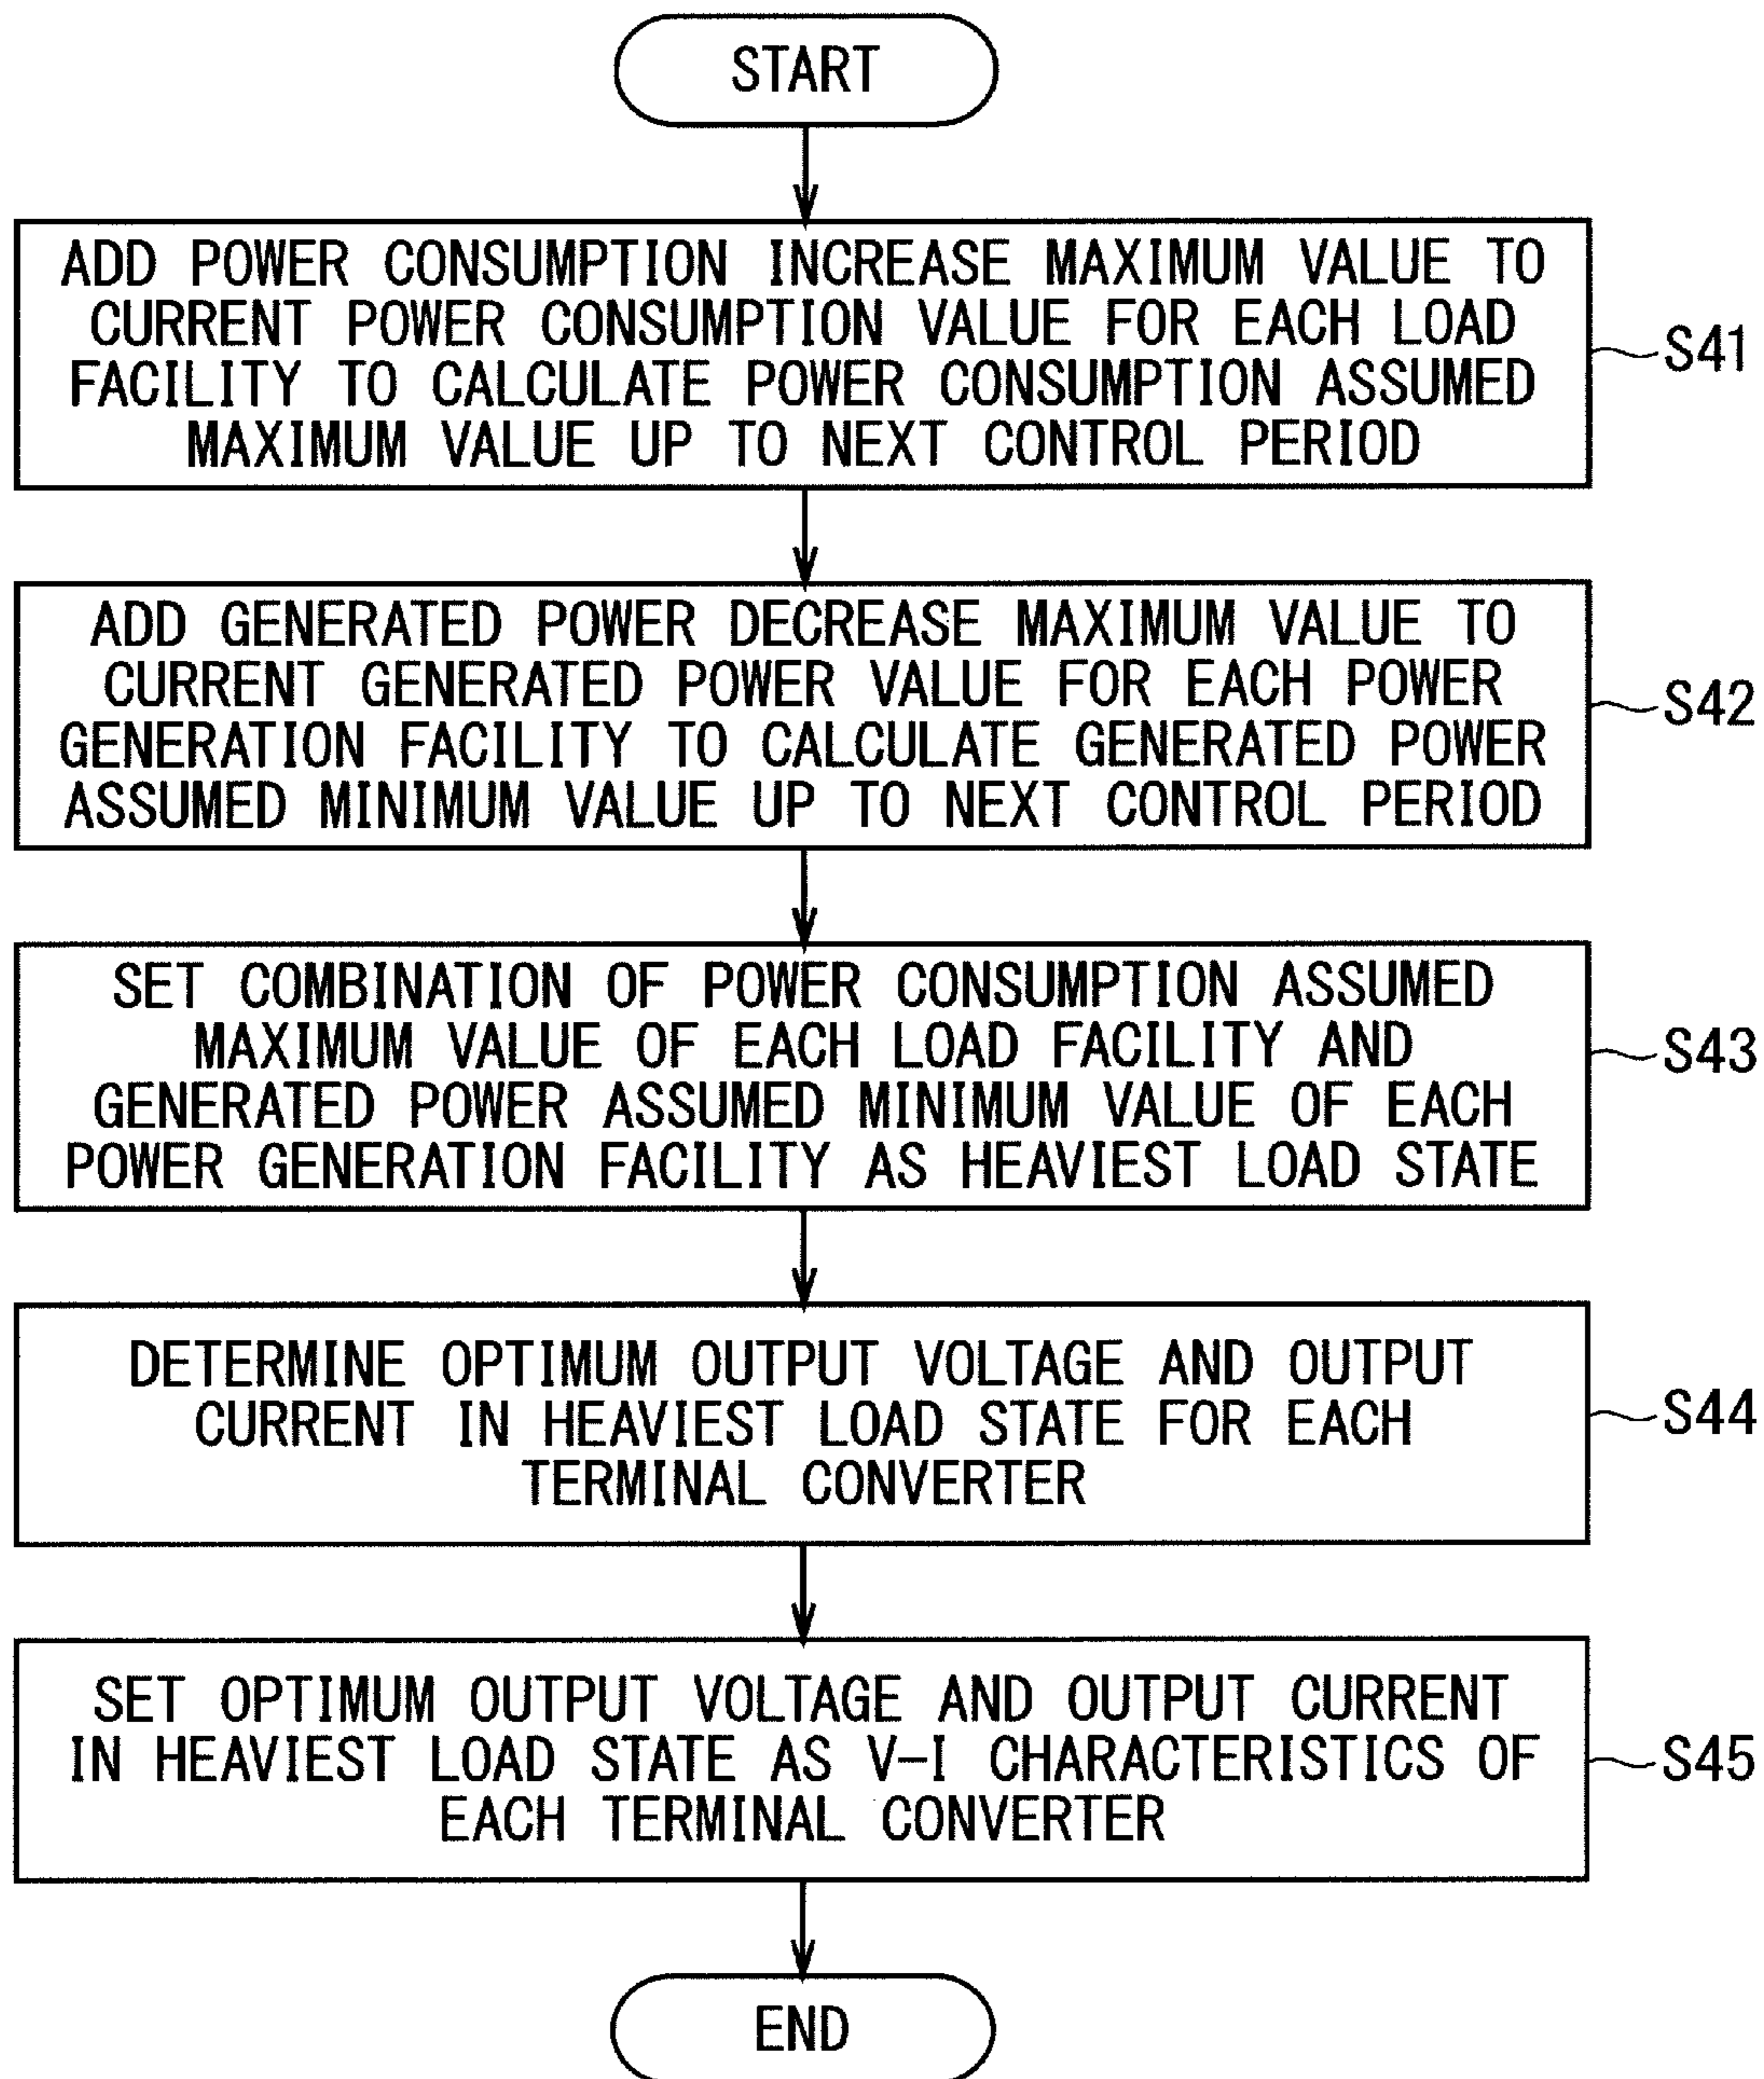 START
ADD POWER CONSUMPTION INCREASE MAXIMUM VALUE TO
CURRENT POWER CONSUMPTION VALUE FOR EACH LOAD
FACILITY TO CALCULATE POWER CONSUMPTION ASSUMED
MAXIMUM VALUE UP TO NEXT CONTROL PERIOD
S41
ADD GENERATED POWER DECREASE MAXIMUM VALUE TO
CURRENT GENERATED POWER VALUE FOR EACH POWER
GENERATION FACILITY TO CALCULATE GENERATED POWER
ASSUMED MINIMUM VALUE UP TO NEXT CONTROL PERIOD
S42
SET COMBINATION OF POWER CONSUMPTION ASSUMED
MAXIMUM VALUE OF EACH LOAD FACILITY AND
GENERATED POWER ASSUMED MINIMUM VALUE OF EACH
POWER GENERATION FACILITY AS HEAVIEST LOAD STATE
S43
DETERMINE OPTIMUM OUTPUT VOLTAGE AND OUTPUT
CURRENT IN HEAVIEST LOAD STATE FOR EACH
TERMINAL CONVERTER
S44
SET OPTIMUM OUTPUT VOLTAGE AND OUTPUT CURRENT
IN HEAVIEST LOAD STATE AS V-I CHARACTERISTICS OF
EACH TERMINAL CONVERTER
S45
END